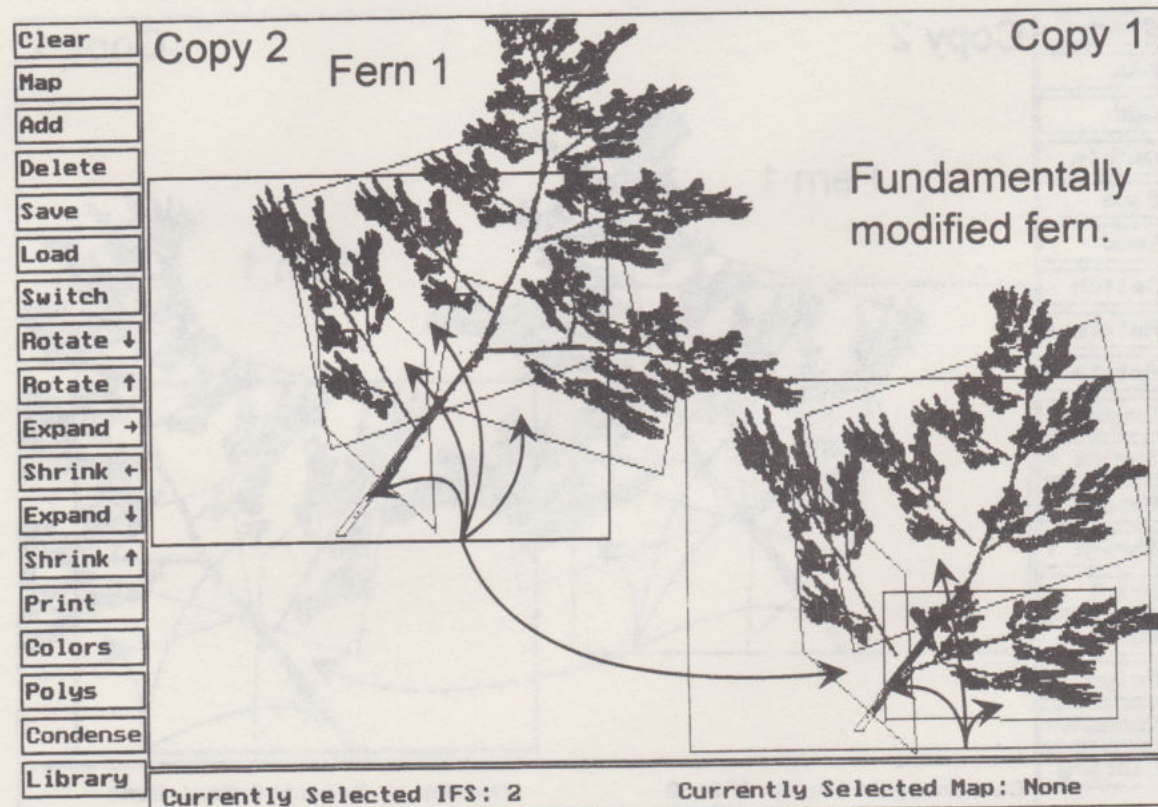 Clear
Map
Add
Delete
Save
Load
Switch
Rotate ↓
Rotate ↑
Expand →
Shrink ←
Expand ↓
Shrink ↑
Print
Colors
Polys
Condense
Library
Copy 2
Fern 1
Copy 1
Fundamentally
modified fern.
Currently Selected IFS: 2
Currently Selected Map: None